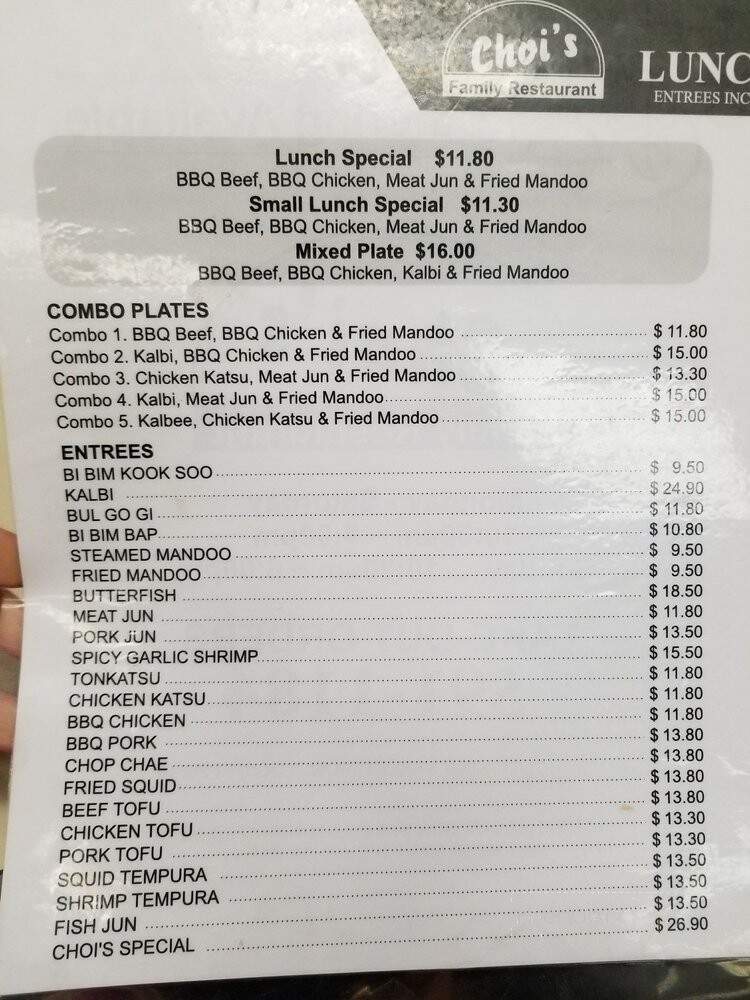 Choi's
Family Restaurant
LUNC
ENTREES INC
Lunch Special $11.80
BBQ Beef, BBQ Chicken, Meat Jun & Fried Mandoo
Small Lunch Special $11.30
BBQ Beef, BBQ Chicken, Meat Jun & Fried Mandoo
Mixed Plate $16.00
BBQ Beef, BBQ Chicken, Kalbi & Fried Mandoo
COMBO PLATES
Combo 1. BBQ Beef, BBQ Chicken & Fried Mandoo $ 11.80
Combo 2. Kalbi, BBQ Chicken & Fried Mandoo $ 15.00
Combo 3. Chicken Katsu, Meat Jun & Fried Mandoo $ 13.30
Combo 4. Kalbi, Meat Jun & Fried Mandoo $ 15.00
Combo 5. Kalbee, Chicken Katsu & Fried Mandoo $ 15.00
ENTREES
BI BIM KOOK SOO $ 9.50
KALBI $ 24.90
BUL GO GI $ 11.80
BI BIM BAP $ 10.80
STEAMED MANDOO $ 9.50
FRIED MANDOO $ 9.50
BUTTERFISH $ 18.50
MEAT JUN $ 11.80
PORK JUN $ 13.50
SPICY GARLIC SHRIMP $ 15.50
TONKATSU $ 11.80
CHICKEN KATSU $ 11.80
BBQ CHICKEN $ 11.80
BBQ PORK $ 13.80
CHOP CHAE $ 13.80
FRIED SQUID $ 13.80
BEEF TOFU $ 13.80
CHICKEN TOFU $ 13.30
PORK TOFU $ 13.30
SQUID TEMPURA $ 13.50
SHRIMP TEMPURA $ 13.50
FISH JUN $ 13.50
CHOI'S SPECIAL $ 26.90